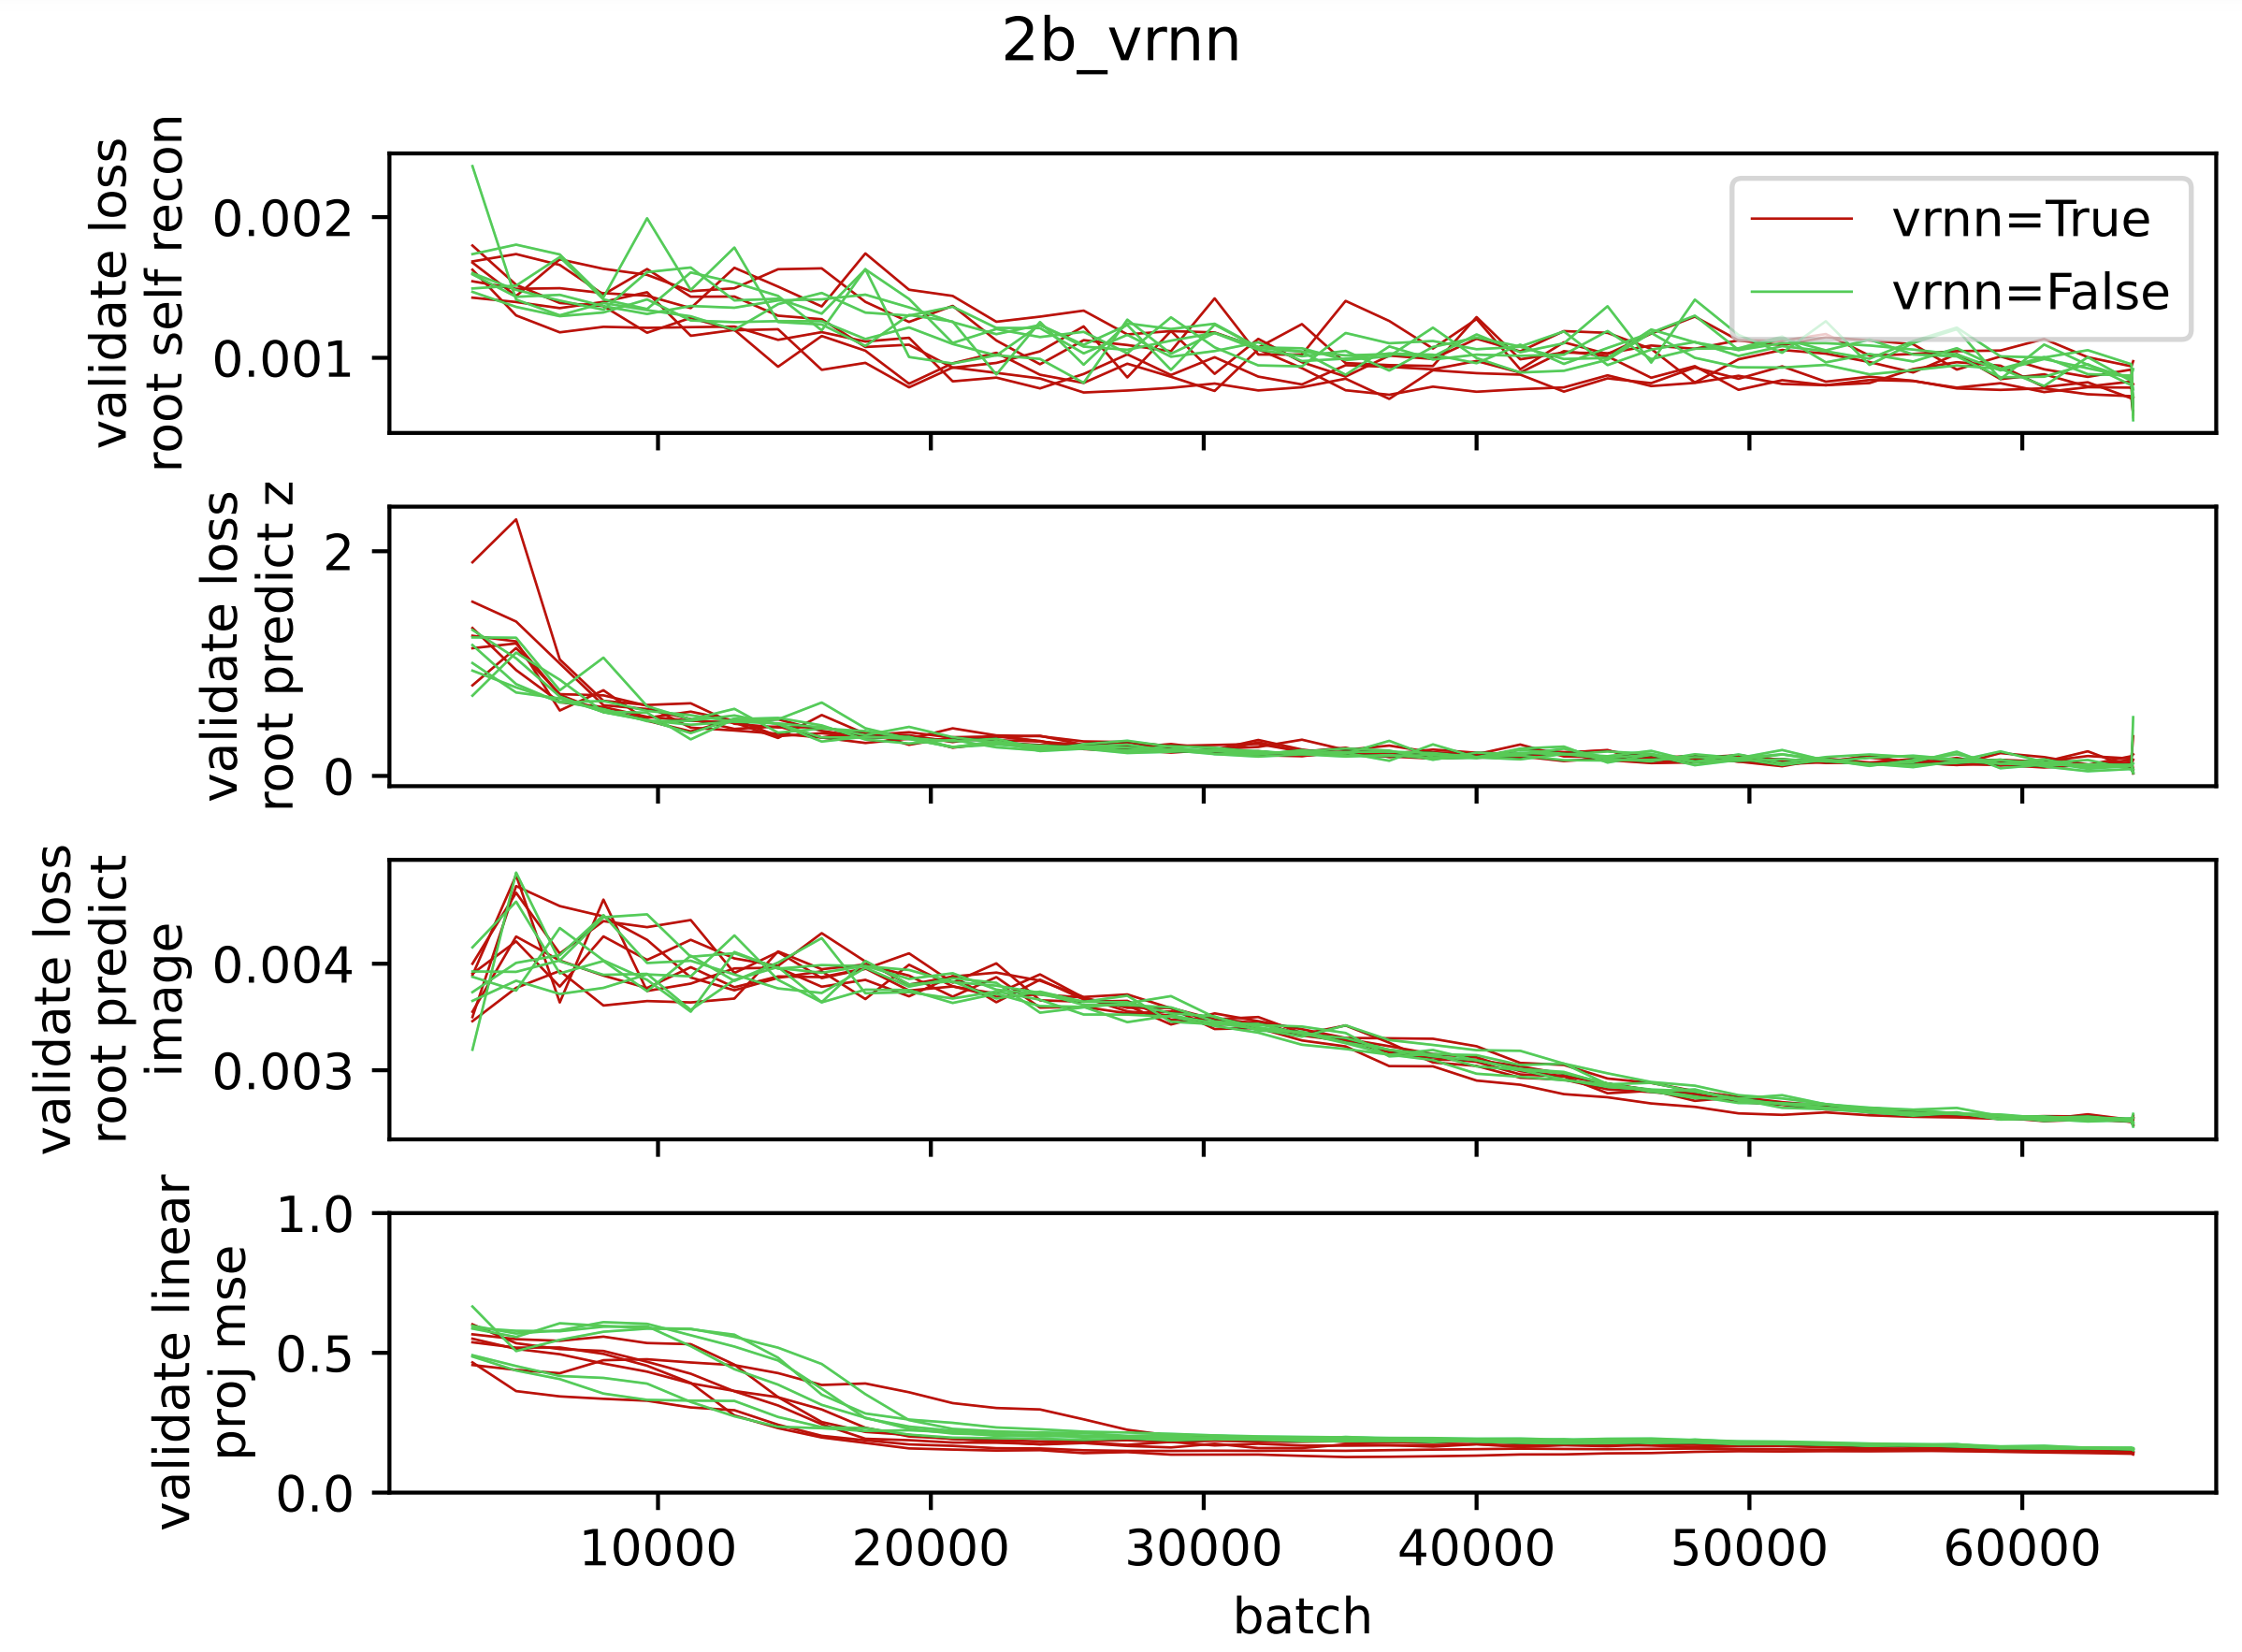 2b_vrnn
validate loss
root self recon
0.002
0.001
vrnn=True
vrnn=False
validate loss
root predict z
2
0
validate loss
root predict
image
0.004
0.003
validate linear
proj mse
1.0
0.5
0.0
10000 20000 30000 40000 50000 60000
batch